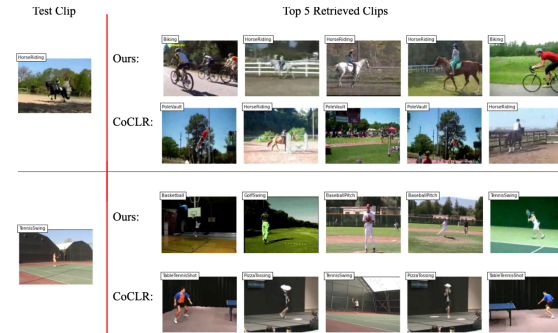 Test Clip
Top 5 Retrieved Clips
HorseRiding
Ours:
Biking
HorseRiding
HorseRiding
HorseRiding
Biking
CoCLR:
PoleVault
HorseRiding
PoleVault
PoleVault
HorseRiding
TennisSwing
Ours:
Basketball
GolfSwing
BaseballPitch
BaseballPitch
TennisSwing
CoCLR:
TableTennisShot
PizzaTossing
TennisSwing
PizzaTossing
TableTennisShot